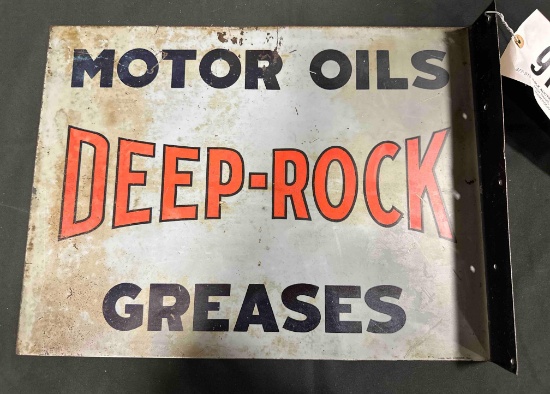 MOTOR OILS
DEEP-ROCK
GREASES